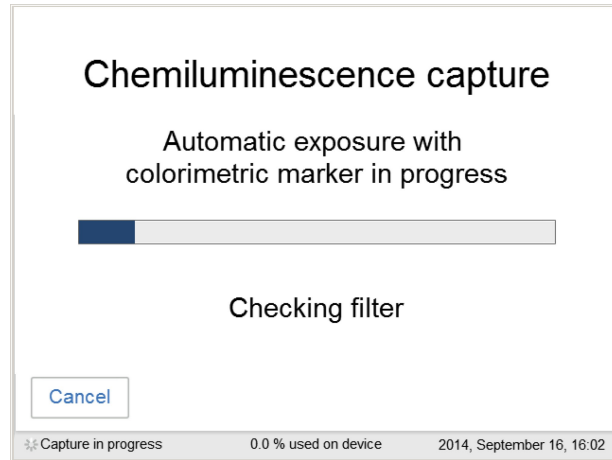 Chemiluminescence capture
Automatic exposure with
colorimetric marker in progress
Checking filter
Cancel
Capture in progress 0.0 % used on device 2014, September 16, 16:02